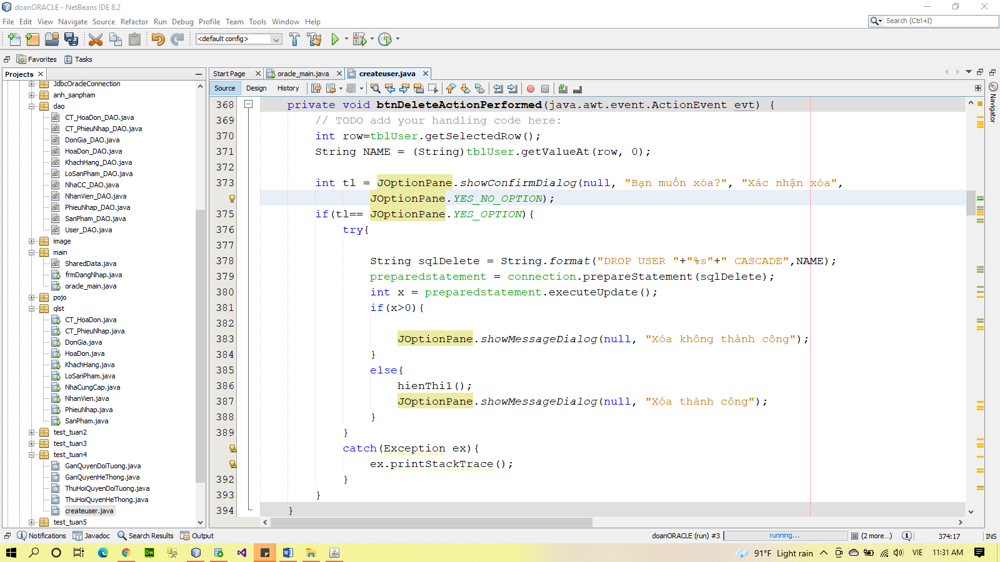 doanORACLE - NetBeans IDE 8.2
File Edit View Navigate Source Refactor Run Debug Profile Team Tools Window Help
Search (Ctrl+I)
<default config>
Favorites Tasks
Projects
Start Page oracle_main.java createuser.java
Source Design History
Navigator
JdbcOracleConnection
anh_sanpham
dao
CT_HoaDon_DAO.java
CT_PhieuNhap_DAO.java
DonGia_DAO.java
HoaDon_DAO.java
KhachHang_DAO.java
LoSanPham_DAO.java
NhaCC_DAO.java
NhanVien_DAO.java
PhieuNhap_DAO.java
SanPham_DAO.java
User_DAO.java
image
main
SharedData.java
frmDangNhap.java
oracle_main.java
pojo
qlst
CT_HoaDon.java
CT_PhieuNhap.java
DonGia.java
HoaDon.java
KhachHang.java
LoSanPham.java
NhaCungCap.java
NhanVien.java
PhieuNhap.java
SanPham.java
test_tuan2
test_tuan3
test_tuan4
GanQuyenDoiTuong.java
GanQuyenHeThong.java
ThuHoiQuyenDoiTuong.java
ThuHoiQuyenHeThong.java
createuser.java
test_tuan5
368 private void btnDeleteActionPerformed(java.awt.event.ActionEvent evt) {
369 // TODO add your handling code here:
370 int row=tblUser.getSelectedRow();
371 String NAME = (String)tblUser.getValueAt(row, 0);
372
373 int tl = JOptionPane.showConfirmDialog(null, "Bạn muốn xóa?", "Xác nhận xóa",
JOptionPane.YES_NO_OPTION);
375 if(tl== JOptionPane.YES_OPTION){
376 try{
377
378 String sqlDelete = String.format("DROP USER "+"%s"+" CASCADE",NAME);
379 preparedstatement = connection.prepareStatement(sqlDelete);
380 int x = preparedstatement.executeUpdate();
381 if(x>0){
382
383 JOptionPane.showMessageDialog(null, "Xóa không thành công");
384 }
385 else{
386 hienThi1();
387 JOptionPane.showMessageDialog(null, "Xóa thành công");
388 }
389 }
catch(Exception ex){
ex.printStackTrace();
392 }
393 }
394 }
Notifications Javadoc Search Results Output
doanORACLE (run) #3 running... (2 more...) 1 374:17 INS
Dw
91°F Light rain VIE 11:31 AM